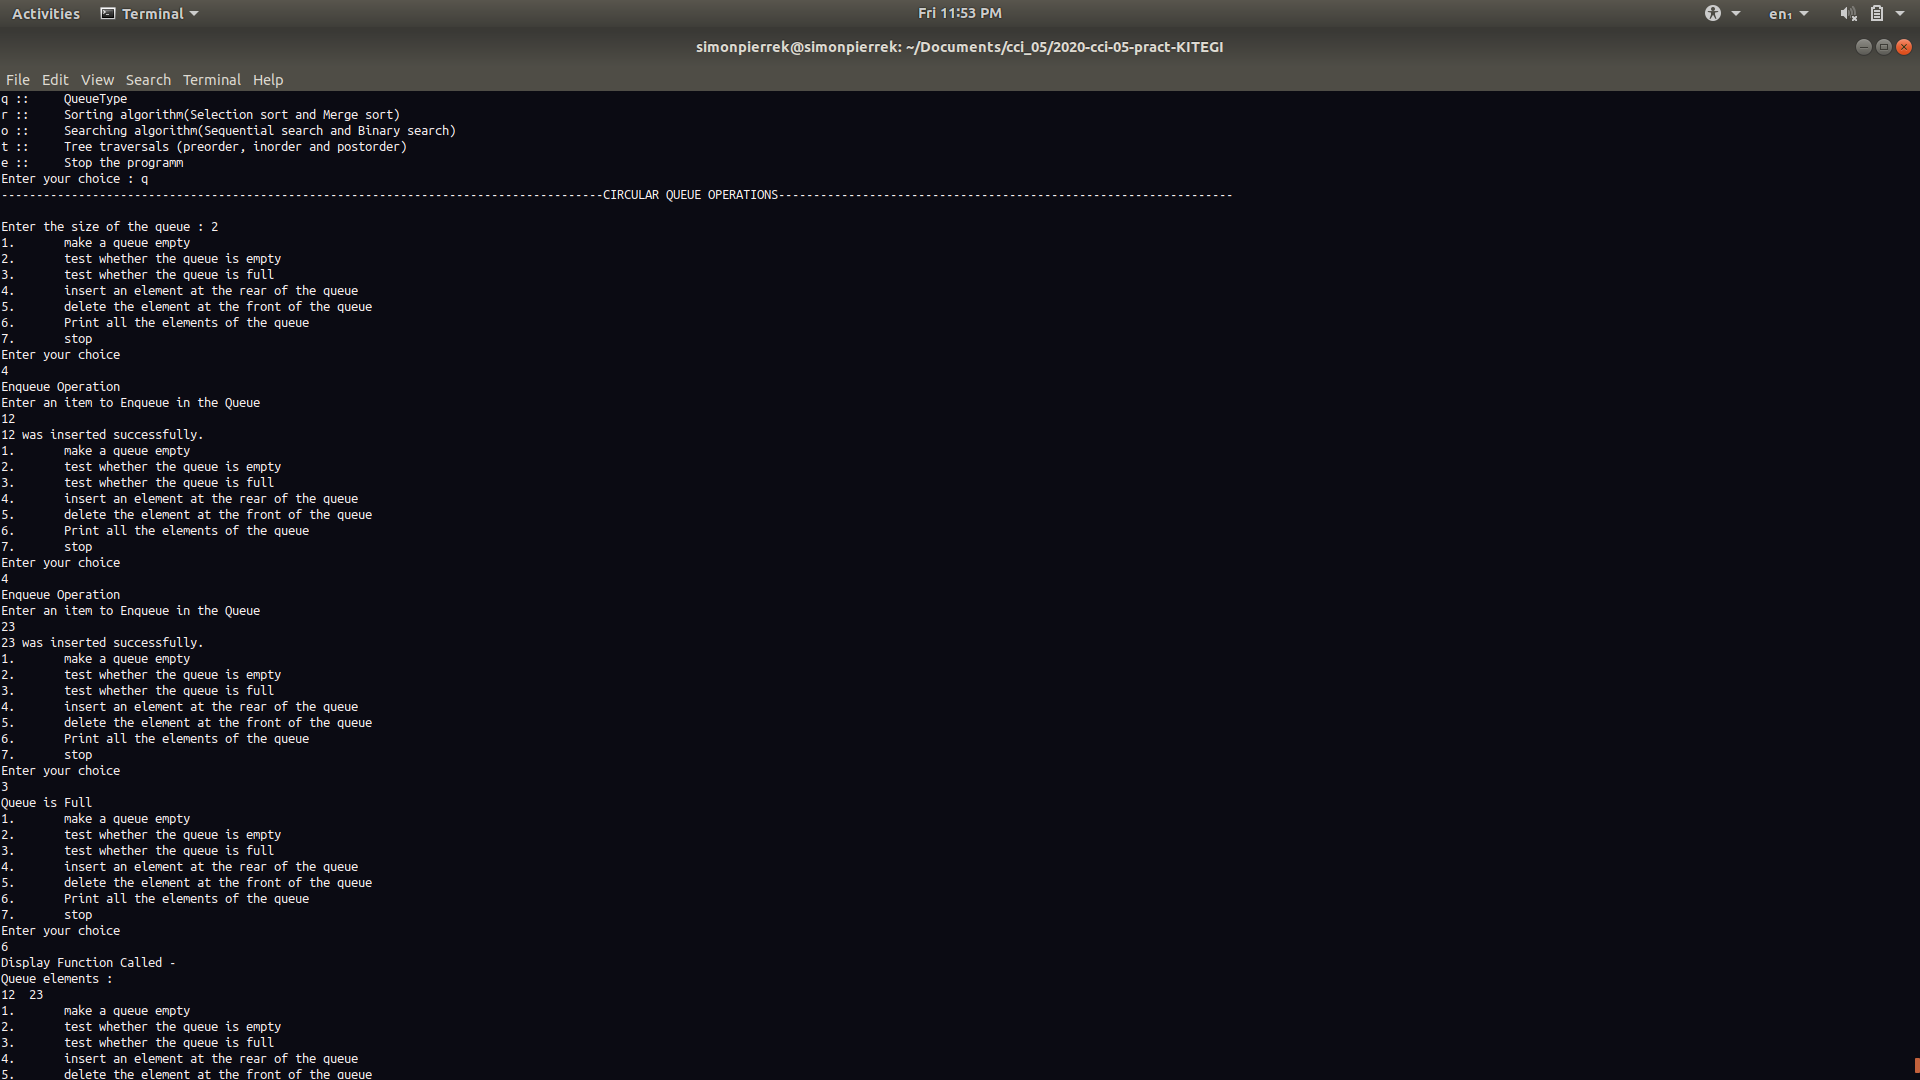 Activities Terminal Fri 11:53 PM en₁
simonpierrek@simonpierrek: ~/Documents/cci_05/2020-cci-05-pract-KITEGI
File Edit View Search Terminal Help
q :: QueueType
r :: Sorting algorithm(Selection sort and Merge sort)
o :: Searching algorithm(Sequential search and Binary search)
t :: Tree traversals (preorder, inorder and postorder)
e :: Stop the programm
Enter your choice : q
--------------------------------------------------------------------------------------CIRCULAR QUEUE OPERATIONS-----------------------------------------------------------------
Enter the size of the queue : 2
1. make a queue empty
2. test whether the queue is empty
3. test whether the queue is full
4. insert an element at the rear of the queue
5. delete the element at the front of the queue
6. Print all the elements of the queue
7. stop
Enter your choice
4
Enqueue Operation
Enter an item to Enqueue in the Queue
12
12 was inserted successfully.
1. make a queue empty
2. test whether the queue is empty
3. test whether the queue is full
4. insert an element at the rear of the queue
5. delete the element at the front of the queue
6. Print all the elements of the queue
7. stop
Enter your choice
4
Enqueue Operation
Enter an item to Enqueue in the Queue
23
23 was inserted successfully.
1. make a queue empty
2. test whether the queue is empty
3. test whether the queue is full
4. insert an element at the rear of the queue
5. delete the element at the front of the queue
6. Print all the elements of the queue
7. stop
Enter your choice
3
Queue is Full
1. make a queue empty
2. test whether the queue is empty
3. test whether the queue is full
4. insert an element at the rear of the queue
5. delete the element at the front of the queue
6. Print all the elements of the queue
7. stop
Enter your choice
6
Display Function Called -
Queue elements :
12 23
1. make a queue empty
2. test whether the queue is empty
3. test whether the queue is full
4. insert an element at the rear of the queue
5. delete the element at the front of the queue